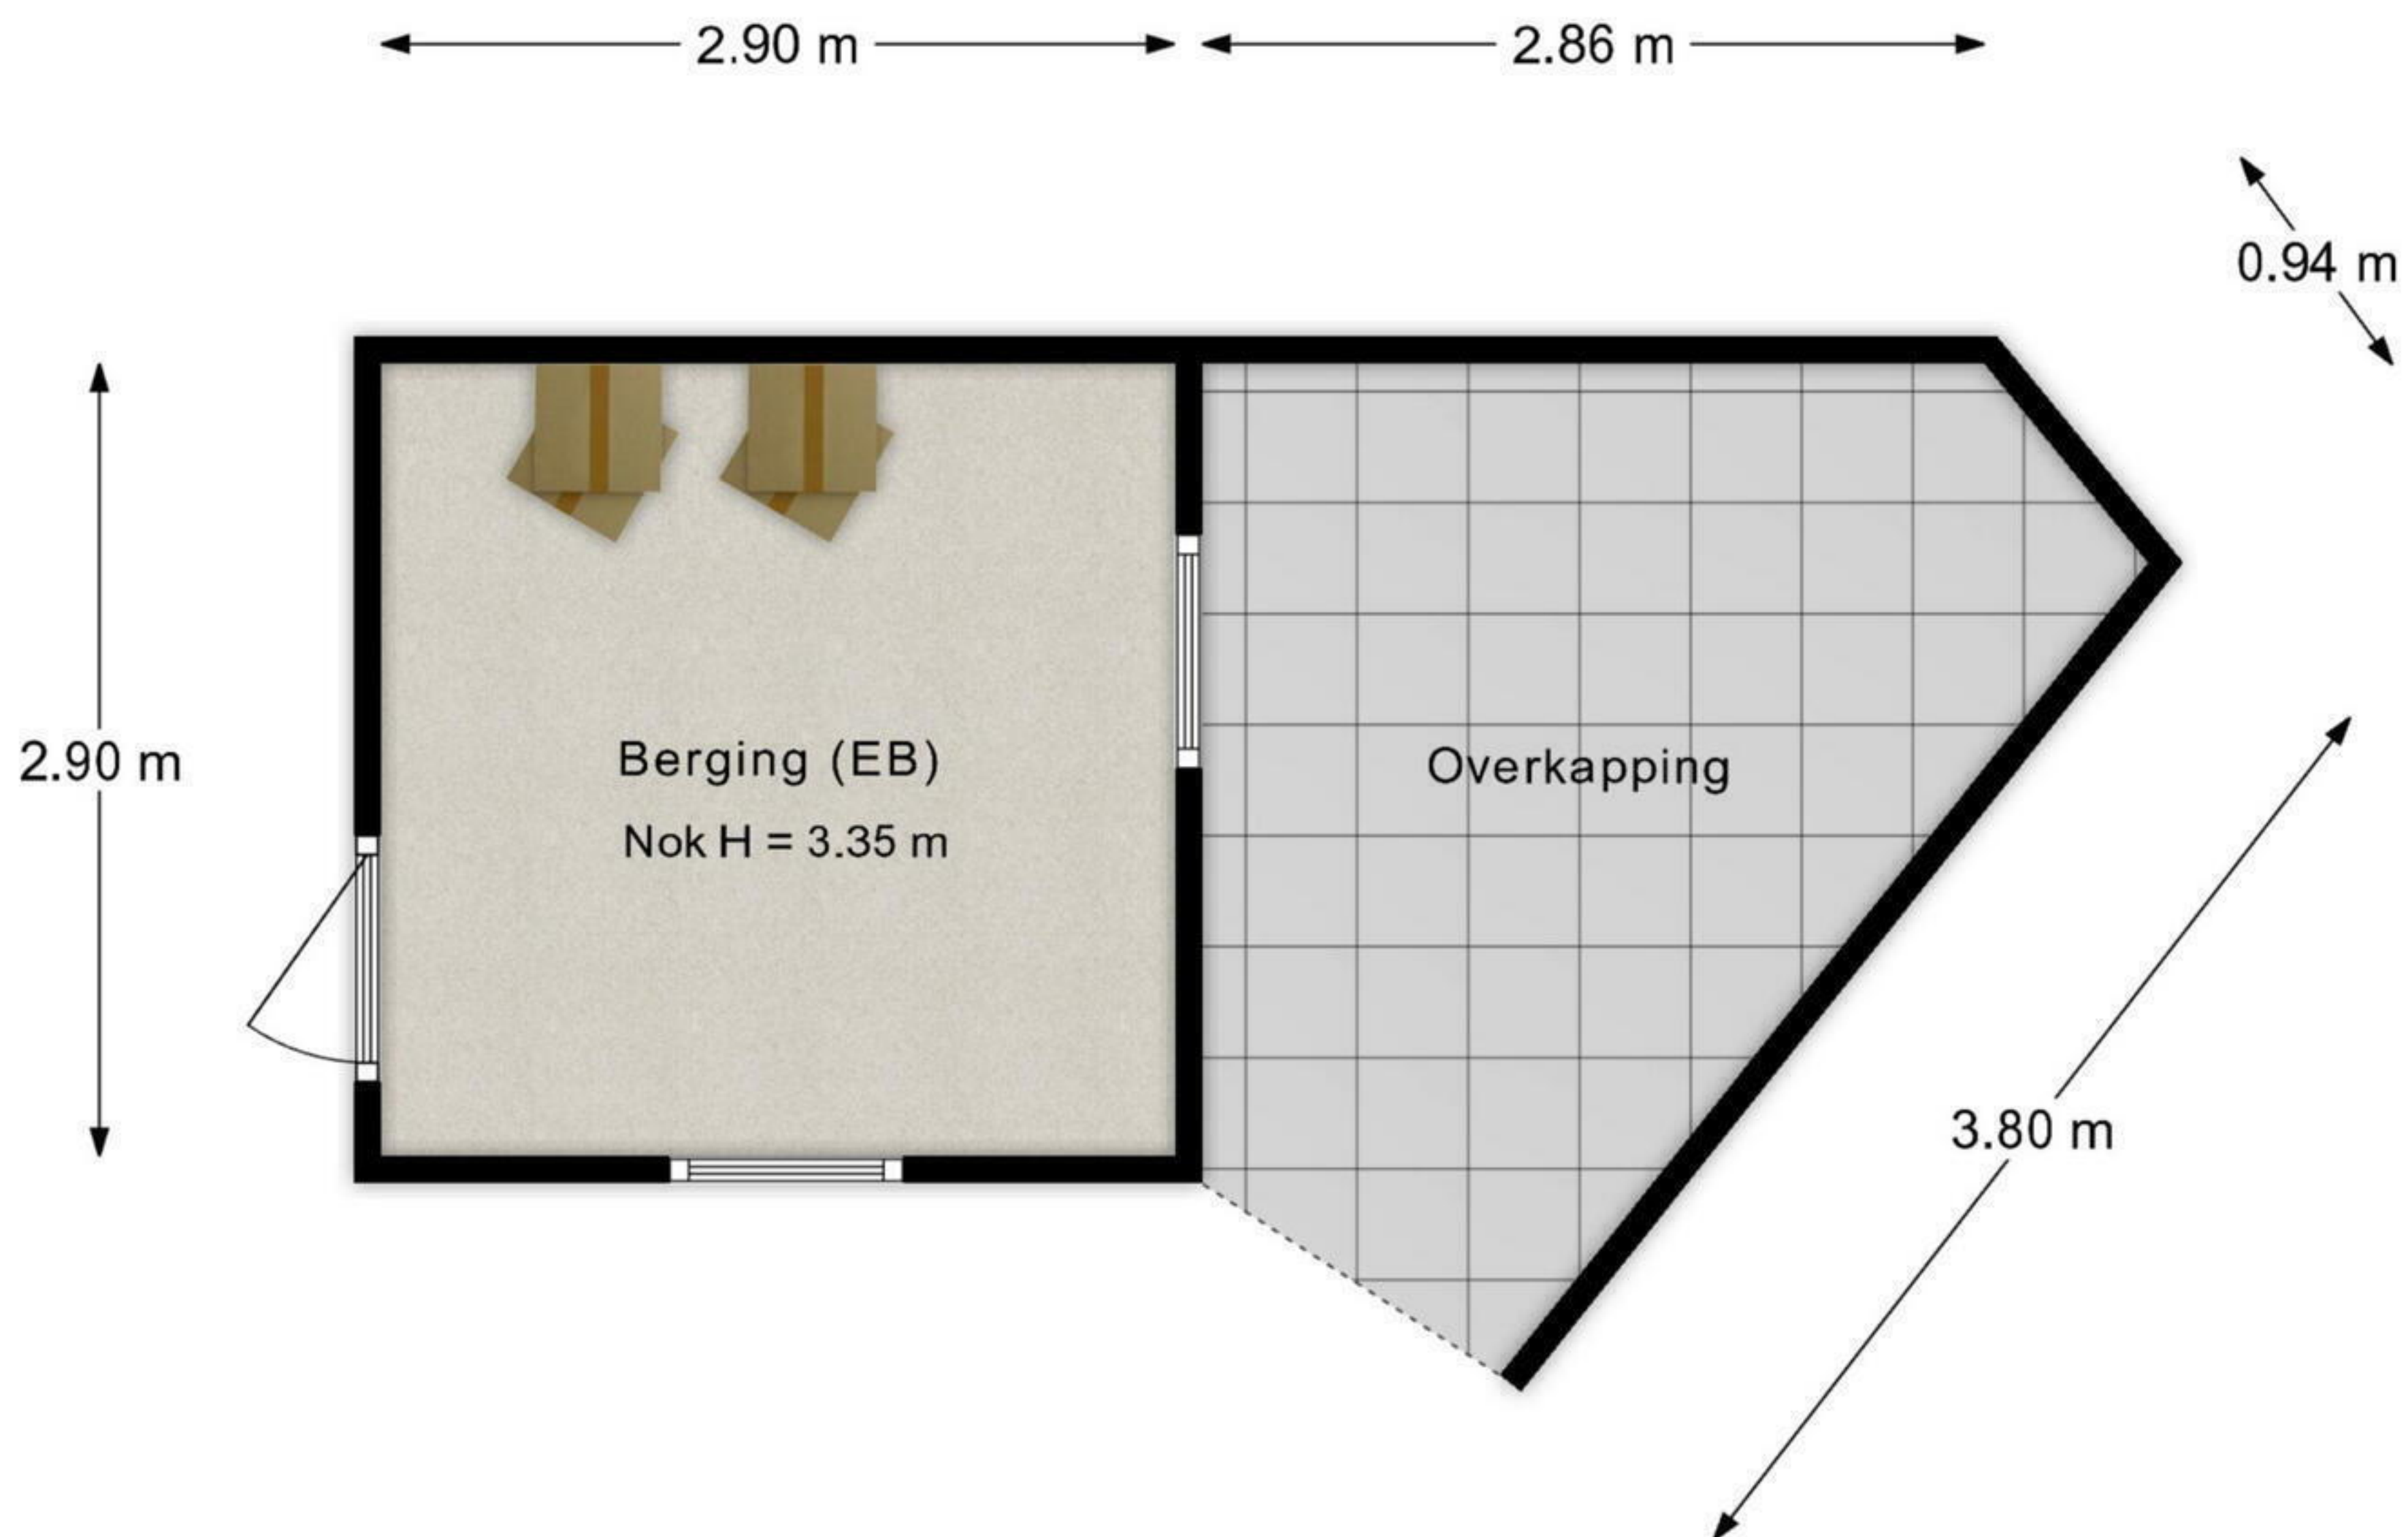 2.90 m
2.86 m
0.94 m
2.90 m
Berging (EB)
Nok H = 3.35 m
Overkapping
3.80 m